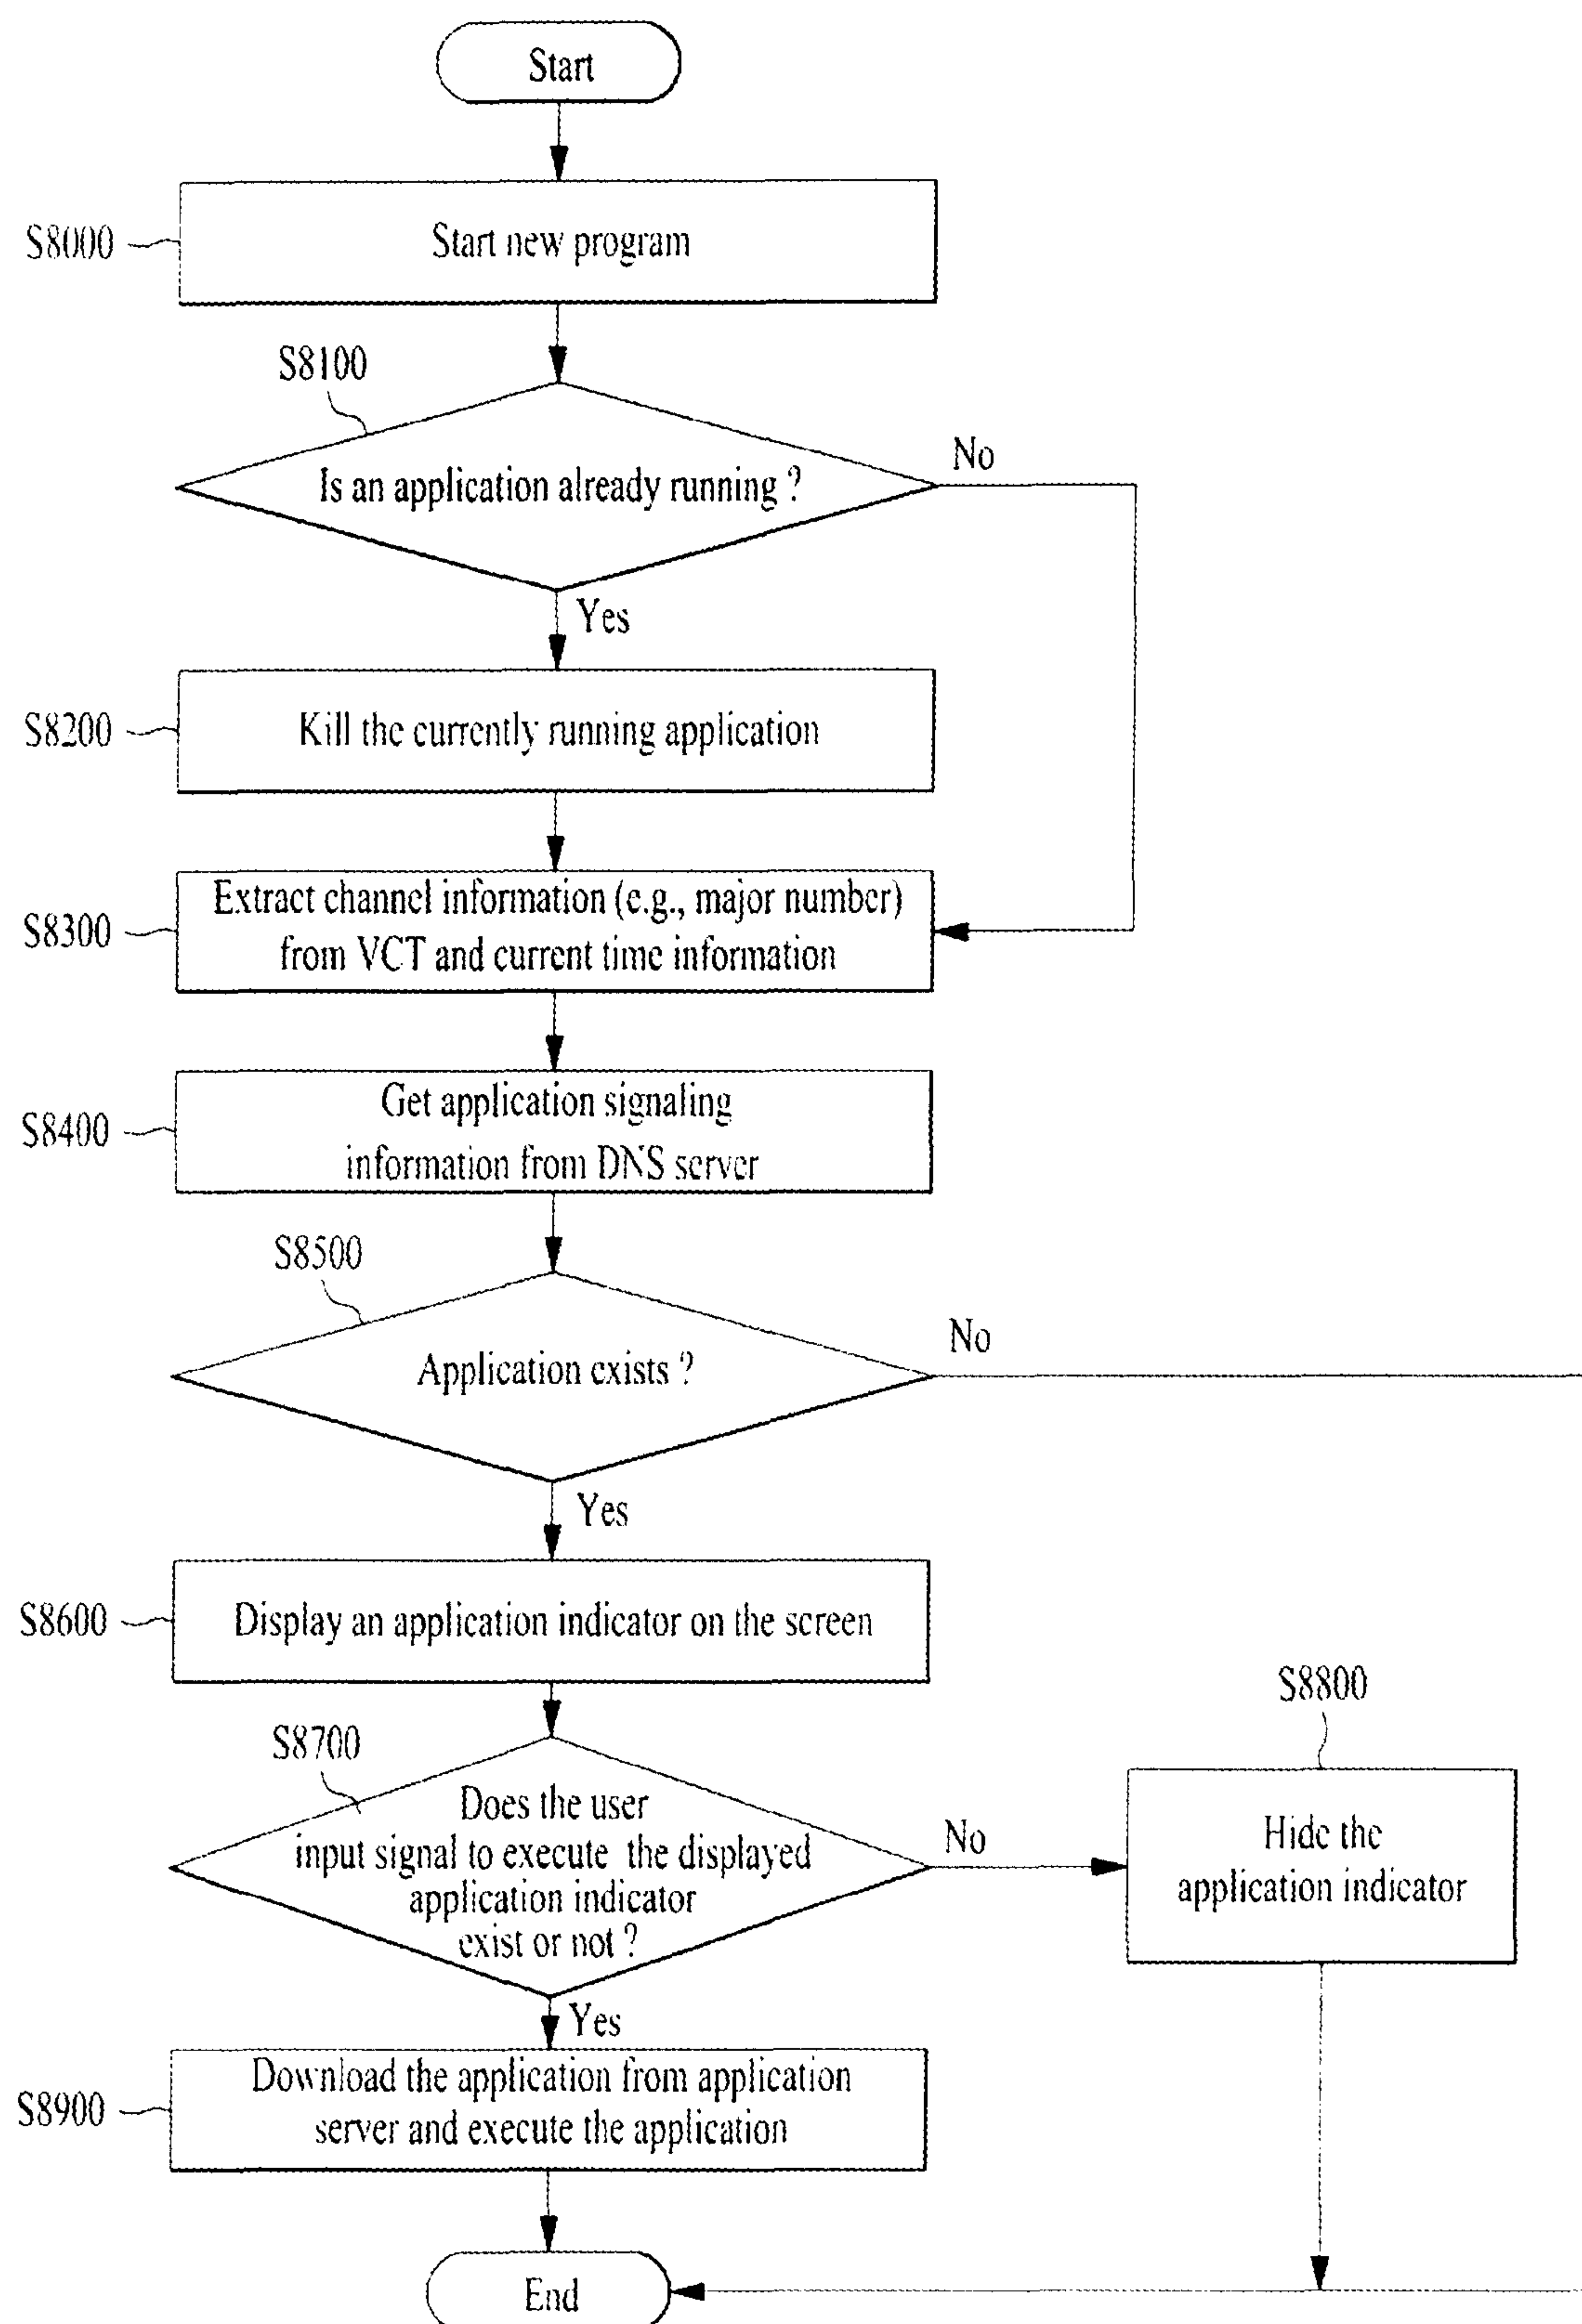 Start
S8000
Start new program
S8100
Is an application already running ?
No
Yes
S8200
Kill the currently running application
S8300
Extract channel information (e.g., major number)
from VCT and current time information
S8400
Get application signaling
information from DNS server
S8500
Application exists ?
No
Yes
S8600
Display an application indicator on the screen
S8700
Does the user
input signal to execute the displayed
application indicator
exist or not ?
No
S8800
Hide the
application indicator
Yes
S8900
Download the application from application
server and execute the application
End